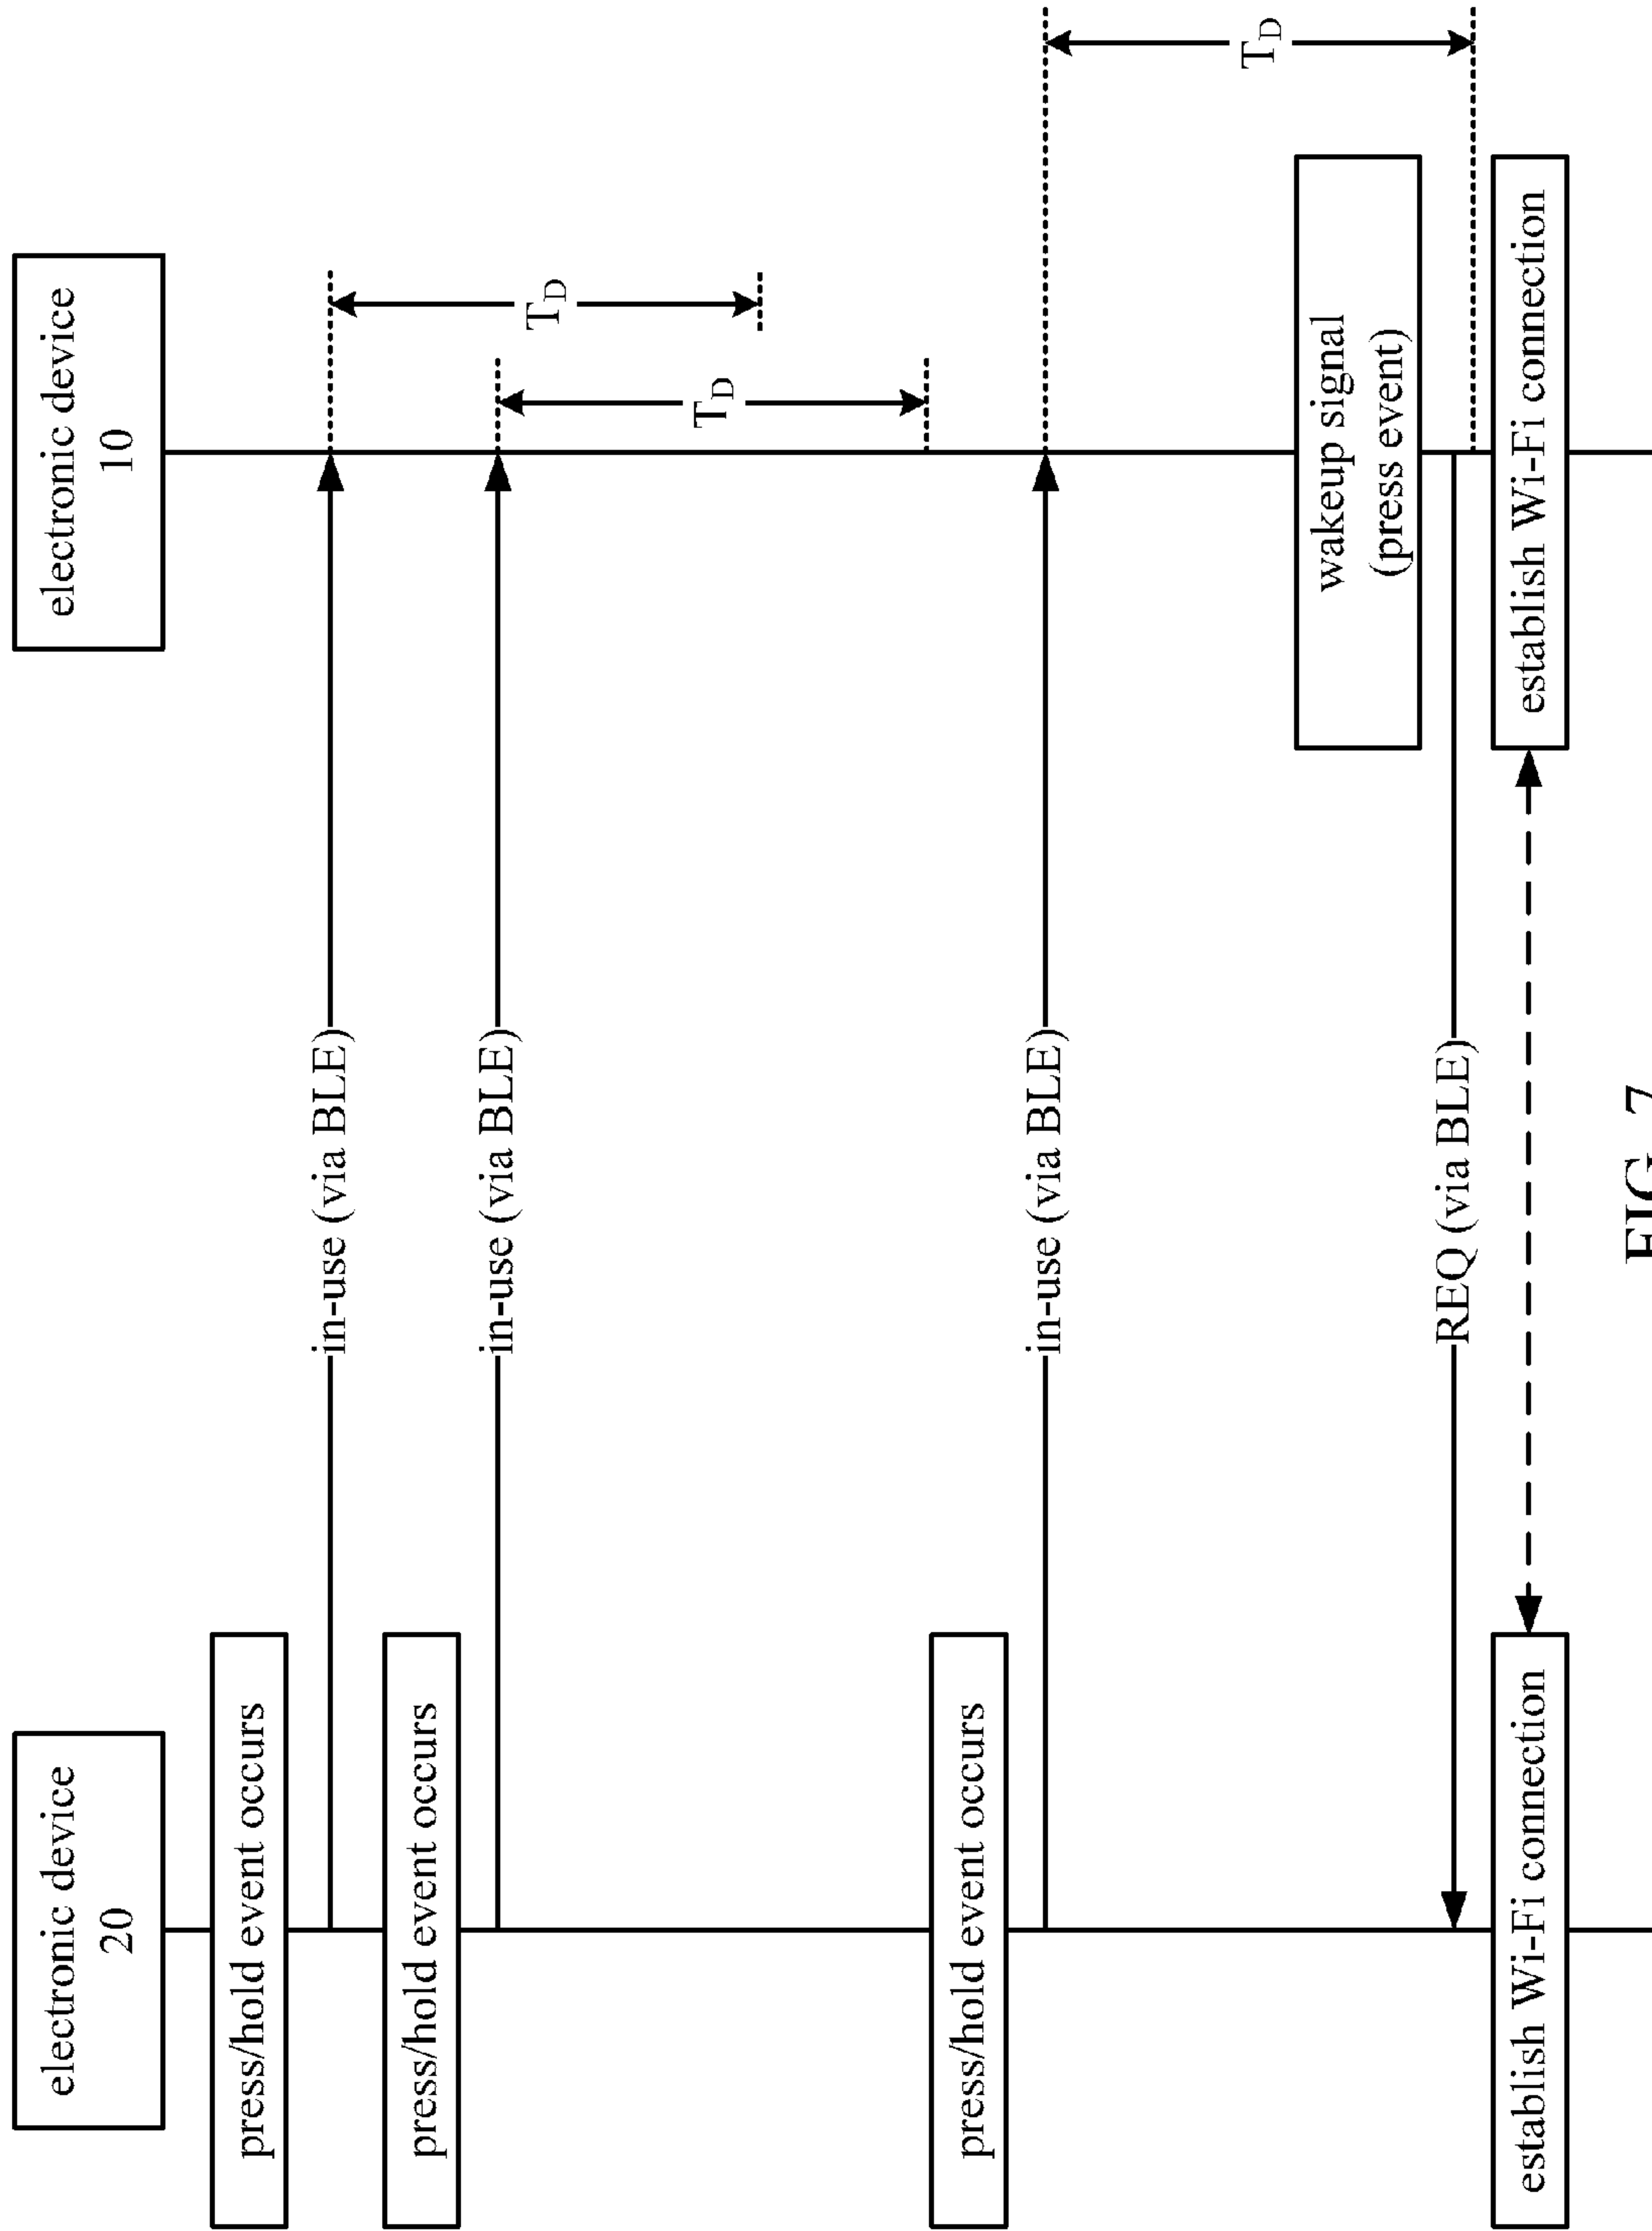 electronic device
20
electronic device
10
press/hold event occurs
in-use (via BLE)
T_D
press/hold event occurs
in-use (via BLE)
T_D
press/hold event occurs
in-use (via BLE)
T_D
wakeup signal
(press event)
REQ (via BLE)
establish Wi-Fi connection
establish Wi-Fi connection
FIG. 7